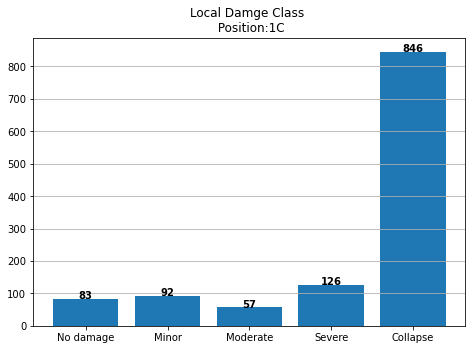 Local Damge Class
Position:1C
800
700
600
500
400
300
200
100
0
83
92
57
126
846
No damage
Minor
Moderate
Severe
Collapse